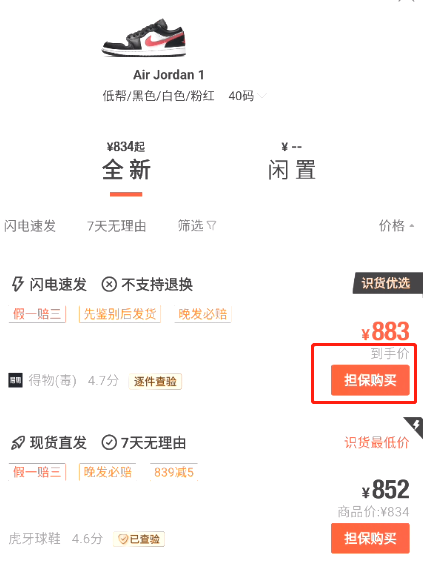 Air Jordan 1
低帮/黑色/白色/粉红 40码
¥834起 ¥ --
全新 闲置
闪电速发 7天无理由 筛选 价格
闪电速发 不支持退换 识货优选
假一赔三 先鉴别后发货 晚发必赔
¥883
到手价
得物(毒) 4.7分 逐件查验 担保购买
现货直发 7天无理由 识货最低价
假一赔三 晚发必赔 839减5
¥852
商品价:¥834
虎牙球鞋 4.6分 已查验 担保购买